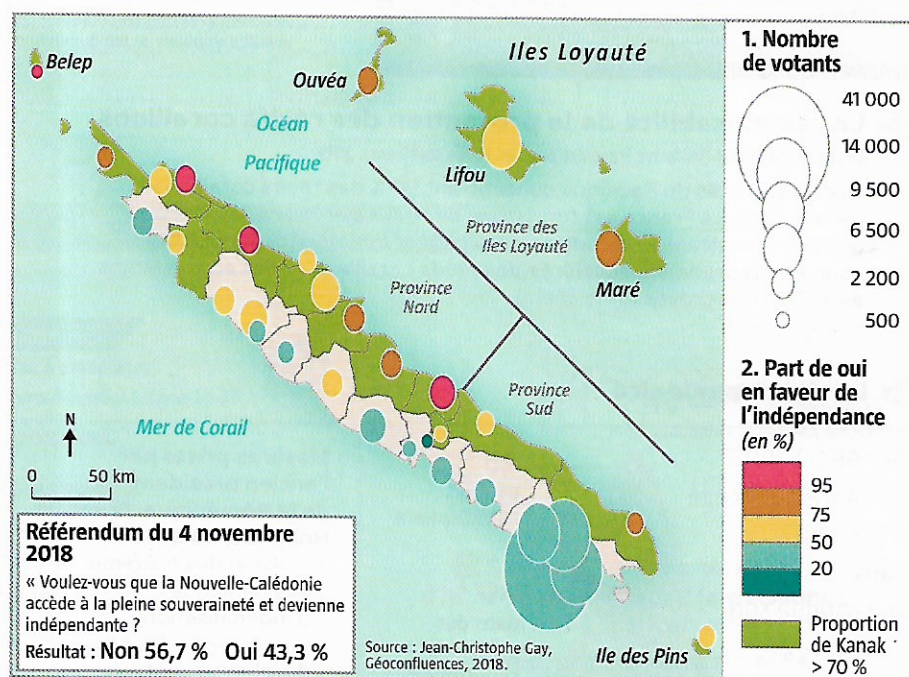 Belep
Ouvéa
Iles Loyauté
Océan
Pacifique
Lifou
Province des
Iles Loyauté
Maré
Province
Nord
Province
Sud
Mer de Corail
N
0 50 km
Ile des Pins
Référendum du 4 novembre
2018
« Voulez-vous que la Nouvelle-Calédonie
accède à la pleine souveraineté et devienne
indépendante ?
Résultat : Non 56,7 % Oui 43,3 %
Source : Jean-Christophe Gay,
Géoconfluences, 2018.
1. Nombre
de votants
41 000
14 000
9 500
6 500
2 200
500
2. Part de oui
en faveur de
l'indépendance
(en %)
95
75
50
20
Proportion
de Kanak
> 70 %